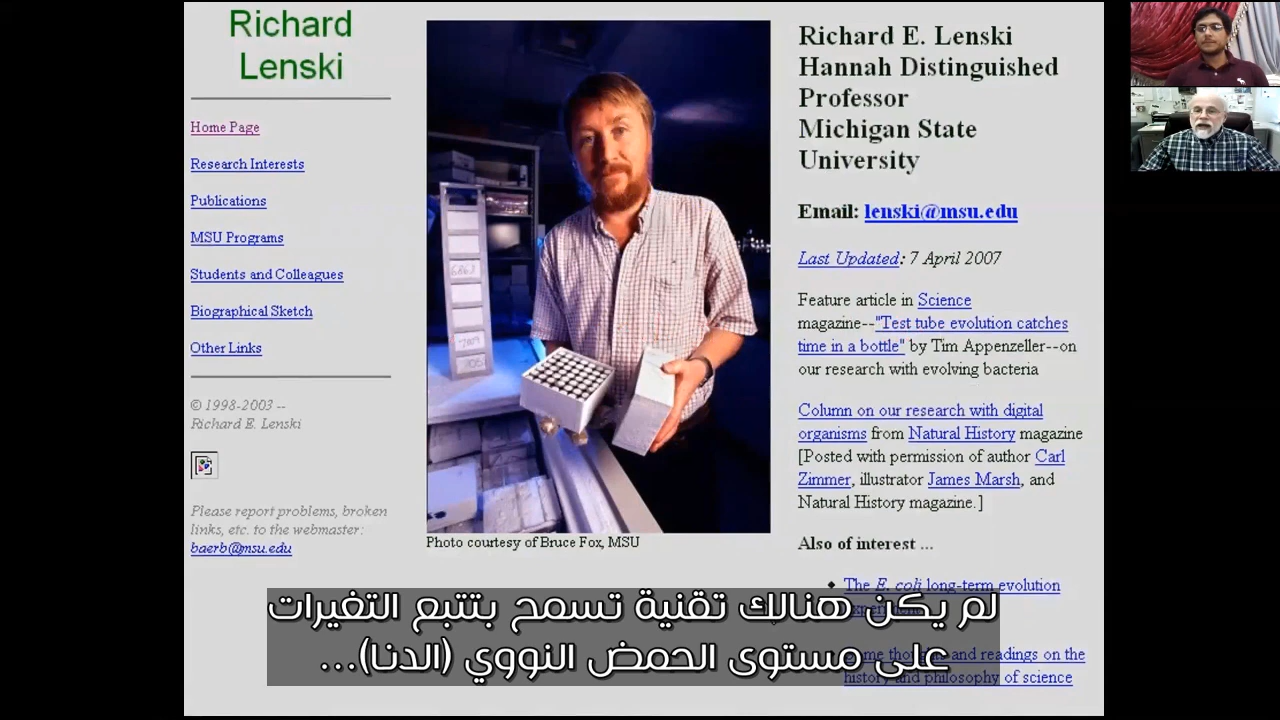 Richard
Lenski
Home Page
Research Interests
Publications
MSU Programs
Students and Colleagues
Biographical Sketch
Other Links
© 1998-2003 --
Richard E. Lenski
Please report problems, broken
links, etc. to the webmaster:
baerb@msu.edu
Photo courtesy of Bruce Fox, MSU
Richard E. Lenski
Hannah Distinguished
Professor
Michigan State
University
Email: lenski@msu.edu
Last Updated: 7 April 2007
Feature article in Science
magazine--"Test tube evolution catches
time in a bottle" by Tim Appenzeller--on
our research with evolving bacteria
Column on our research with digital
organisms from Natural History magazine
[Posted with permission of author Carl
Zimmer, illustrator James Marsh, and
Natural History magazine.]
Also of interest ...
The E. coli long-term evolution
thoughts and readings on the
history and philosophy of science
لم يكن هنالك تقنية تسمح بتتبع التغيرات
على مستوى الحمض النووي (الدنا)...